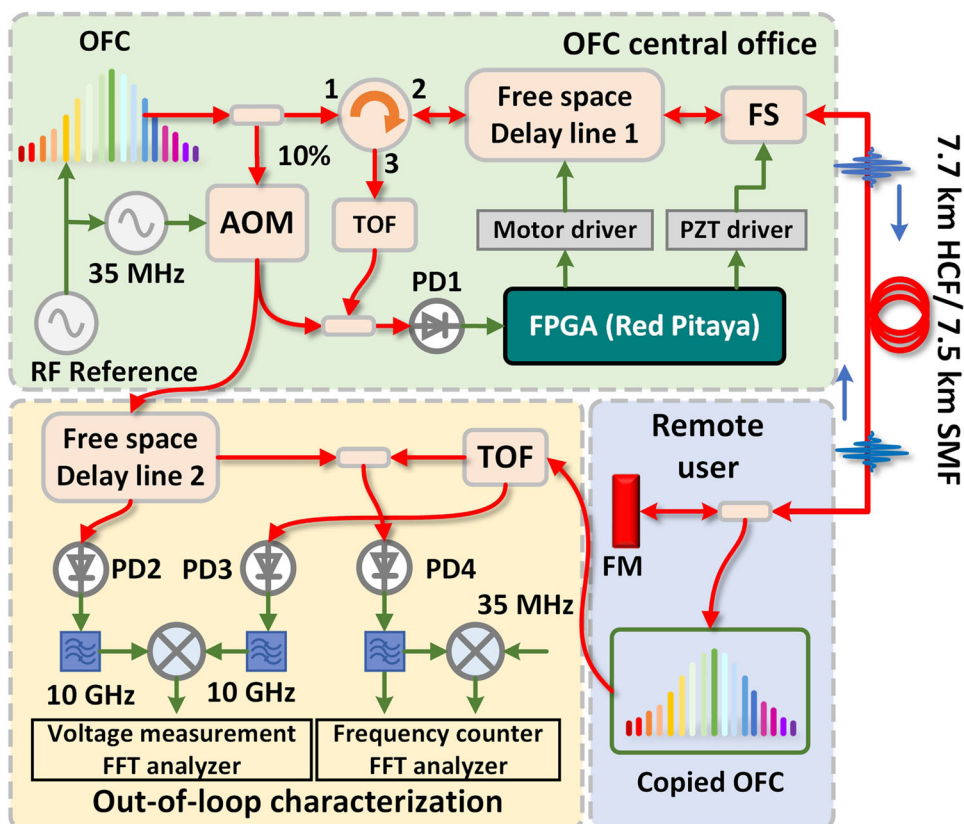 OFC
OFC central office
1
2
3
Free space
Delay line 1
FS
10%
AOM
TOF
Motor driver
PZT driver
35 MHz
PD1
FPGA (Red Pitaya)
RF Reference
7.7 km HCF/ 7.5 km SMF
Free space
Delay line 2
TOF
Remote
user
PD2
PD3
PD4
FM
35 MHz
10 GHz
10 GHz
Voltage measurement
FFT analyzer
Frequency counter
FFT analyzer
Copied OFC
Out-of-loop characterization